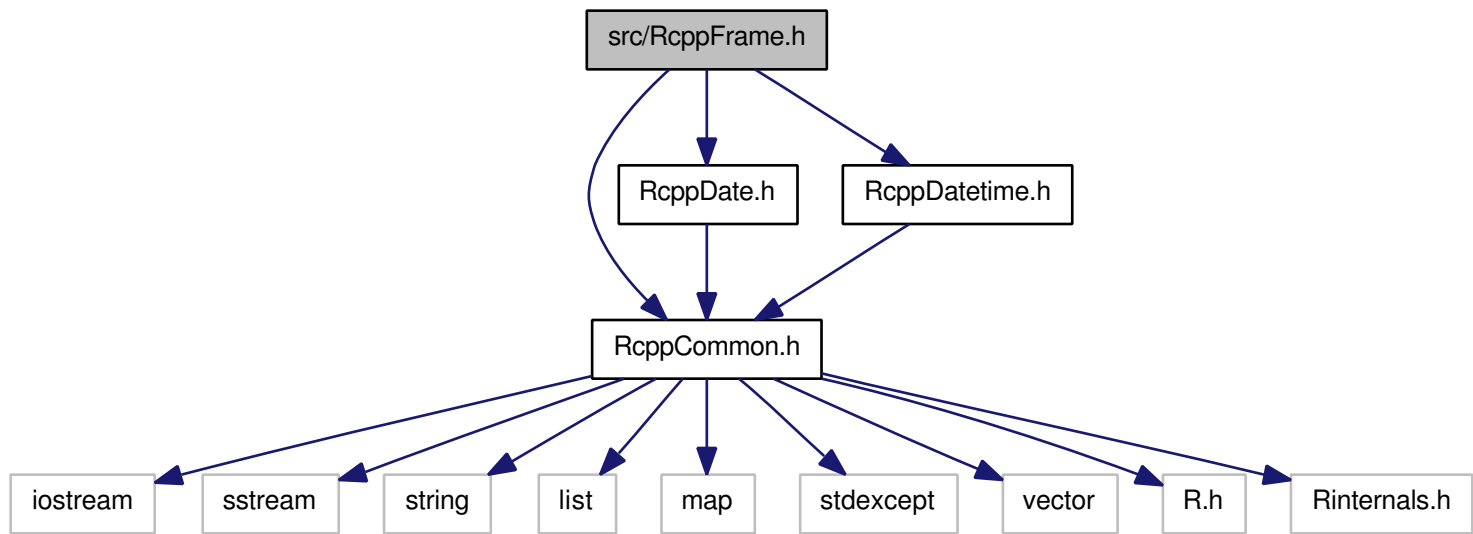 src/RcppFrame.h
RcppDate.h
RcppDatetime.h
RcppCommon.h
iostream
sstream
string
list
map
stdexcept
vector
R.h
Rinternals.h